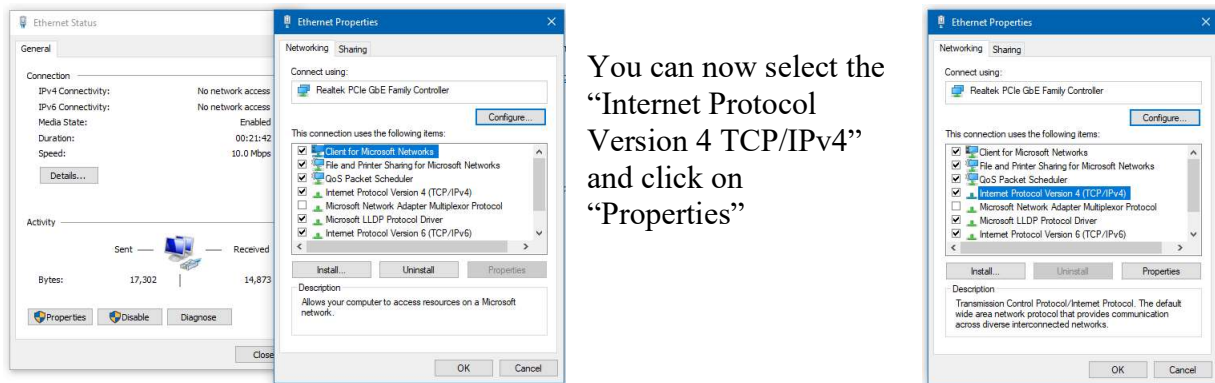 Ethernet Status
General
Connection
IPv4 Connectivity: No network access
IPv6 Connectivity: No network access
Media State: Enabled
Duration: 00:21:42
Speed: 10.0 Mbps
Details...
Activity
Sent — — Received
Bytes: 17,302 14,873
Properties Disable Diagnose
Close
Ethernet Properties
Networking Sharing
Connect using:
Realtek PCIe GbE Family Controller
Configure...
This connection uses the following items:
Client for Microsoft Networks
File and Printer Sharing for Microsoft Networks
QoS Packet Scheduler
Internet Protocol Version 4 (TCP/IPv4)
Microsoft Network Adapter Multiplexor Protocol
Microsoft LLDP Protocol Driver
Internet Protocol Version 6 (TCP/IPv6)
Install... Uninstall Properties
Description
Allows your computer to access resources on a Microsoft
network.
OK Cancel
You can now select the
“Internet Protocol
Version 4 TCP/IPv4”
and click on
“Properties”
Ethernet Properties
Networking Sharing
Connect using:
Realtek PCIe GbE Family Controller
Configure...
This connection uses the following items:
Client for Microsoft Networks
File and Printer Sharing for Microsoft Networks
QoS Packet Scheduler
Internet Protocol Version 4 (TCP/IPv4)
Microsoft Network Adapter Multiplexor Protocol
Microsoft LLDP Protocol Driver
Internet Protocol Version 6 (TCP/IPv6)
Install... Uninstall Properties
Description
Transmission Control Protocol/Internet Protocol. The default
wide area network protocol that provides communication
across diverse interconnected networks.
OK Cancel